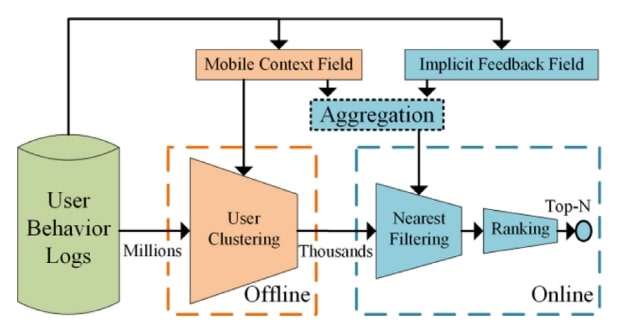 Mobile Context Field
Implicit Feedback Field
Aggregation
User
Behavior
Logs
Millions
User
Clustering
Offline
Thousands
Nearest
Filtering
Ranking
Top-N
Online